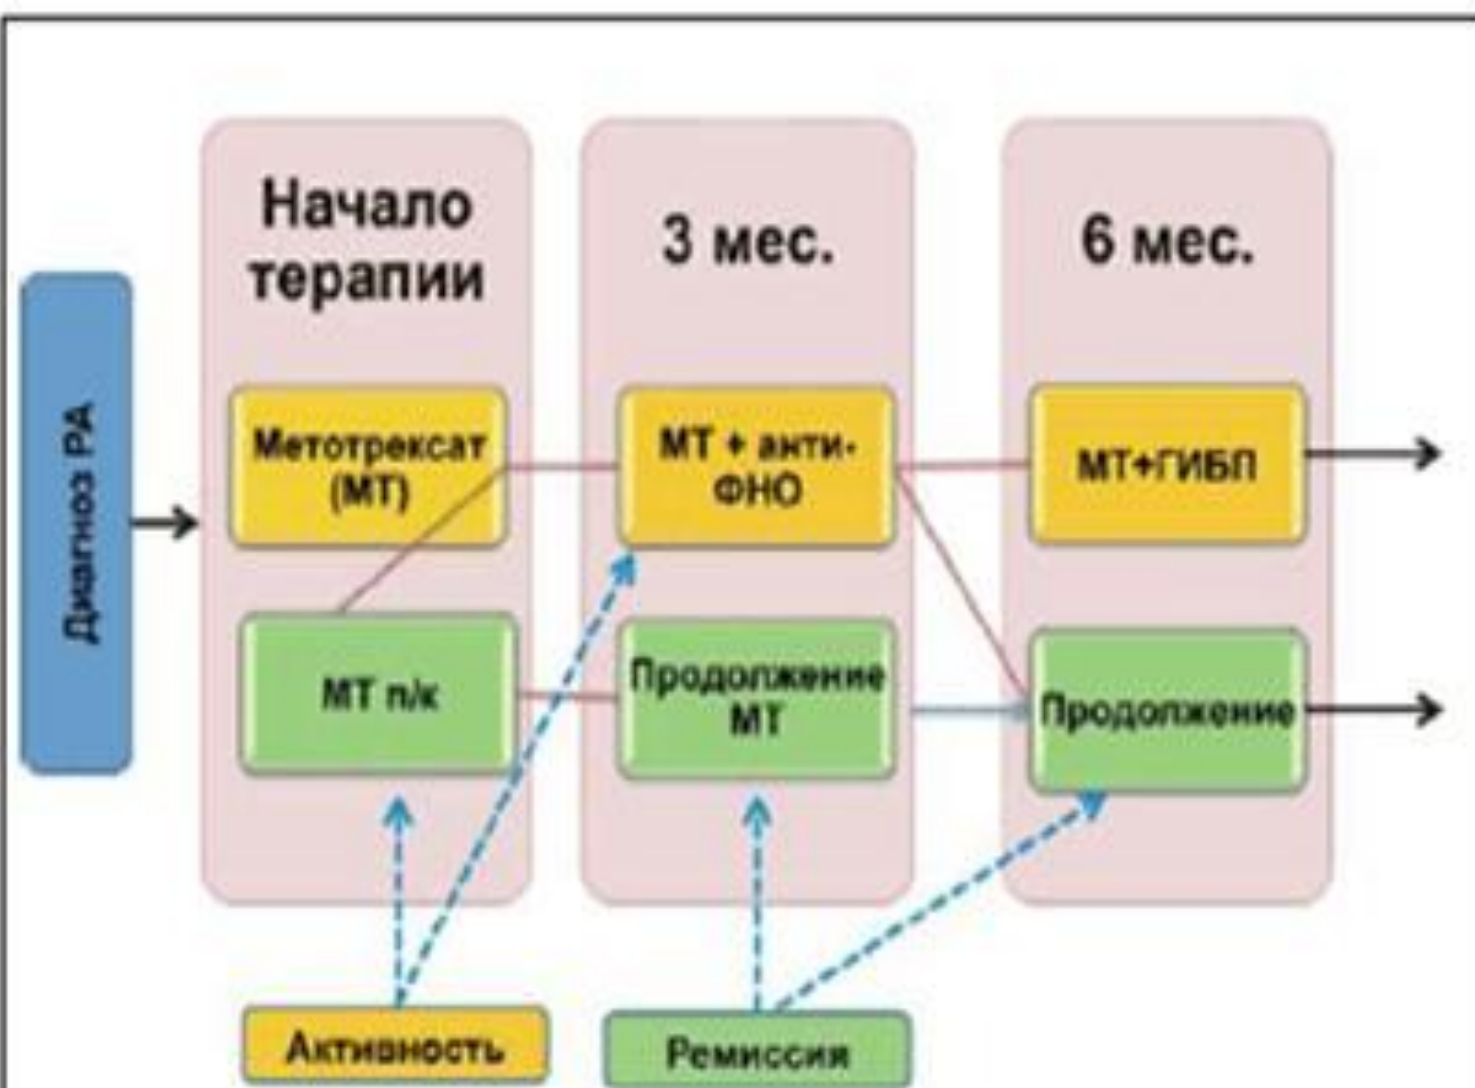 Диагноз РА
Начало
терапии
Метотрексат
(МТ)
МТ п/к
3 мес.
МТ + анти-
ФНО
Продолжение
МТ
6 мес.
МТ+ГИБП
Продолжение
Активность
Ремиссия